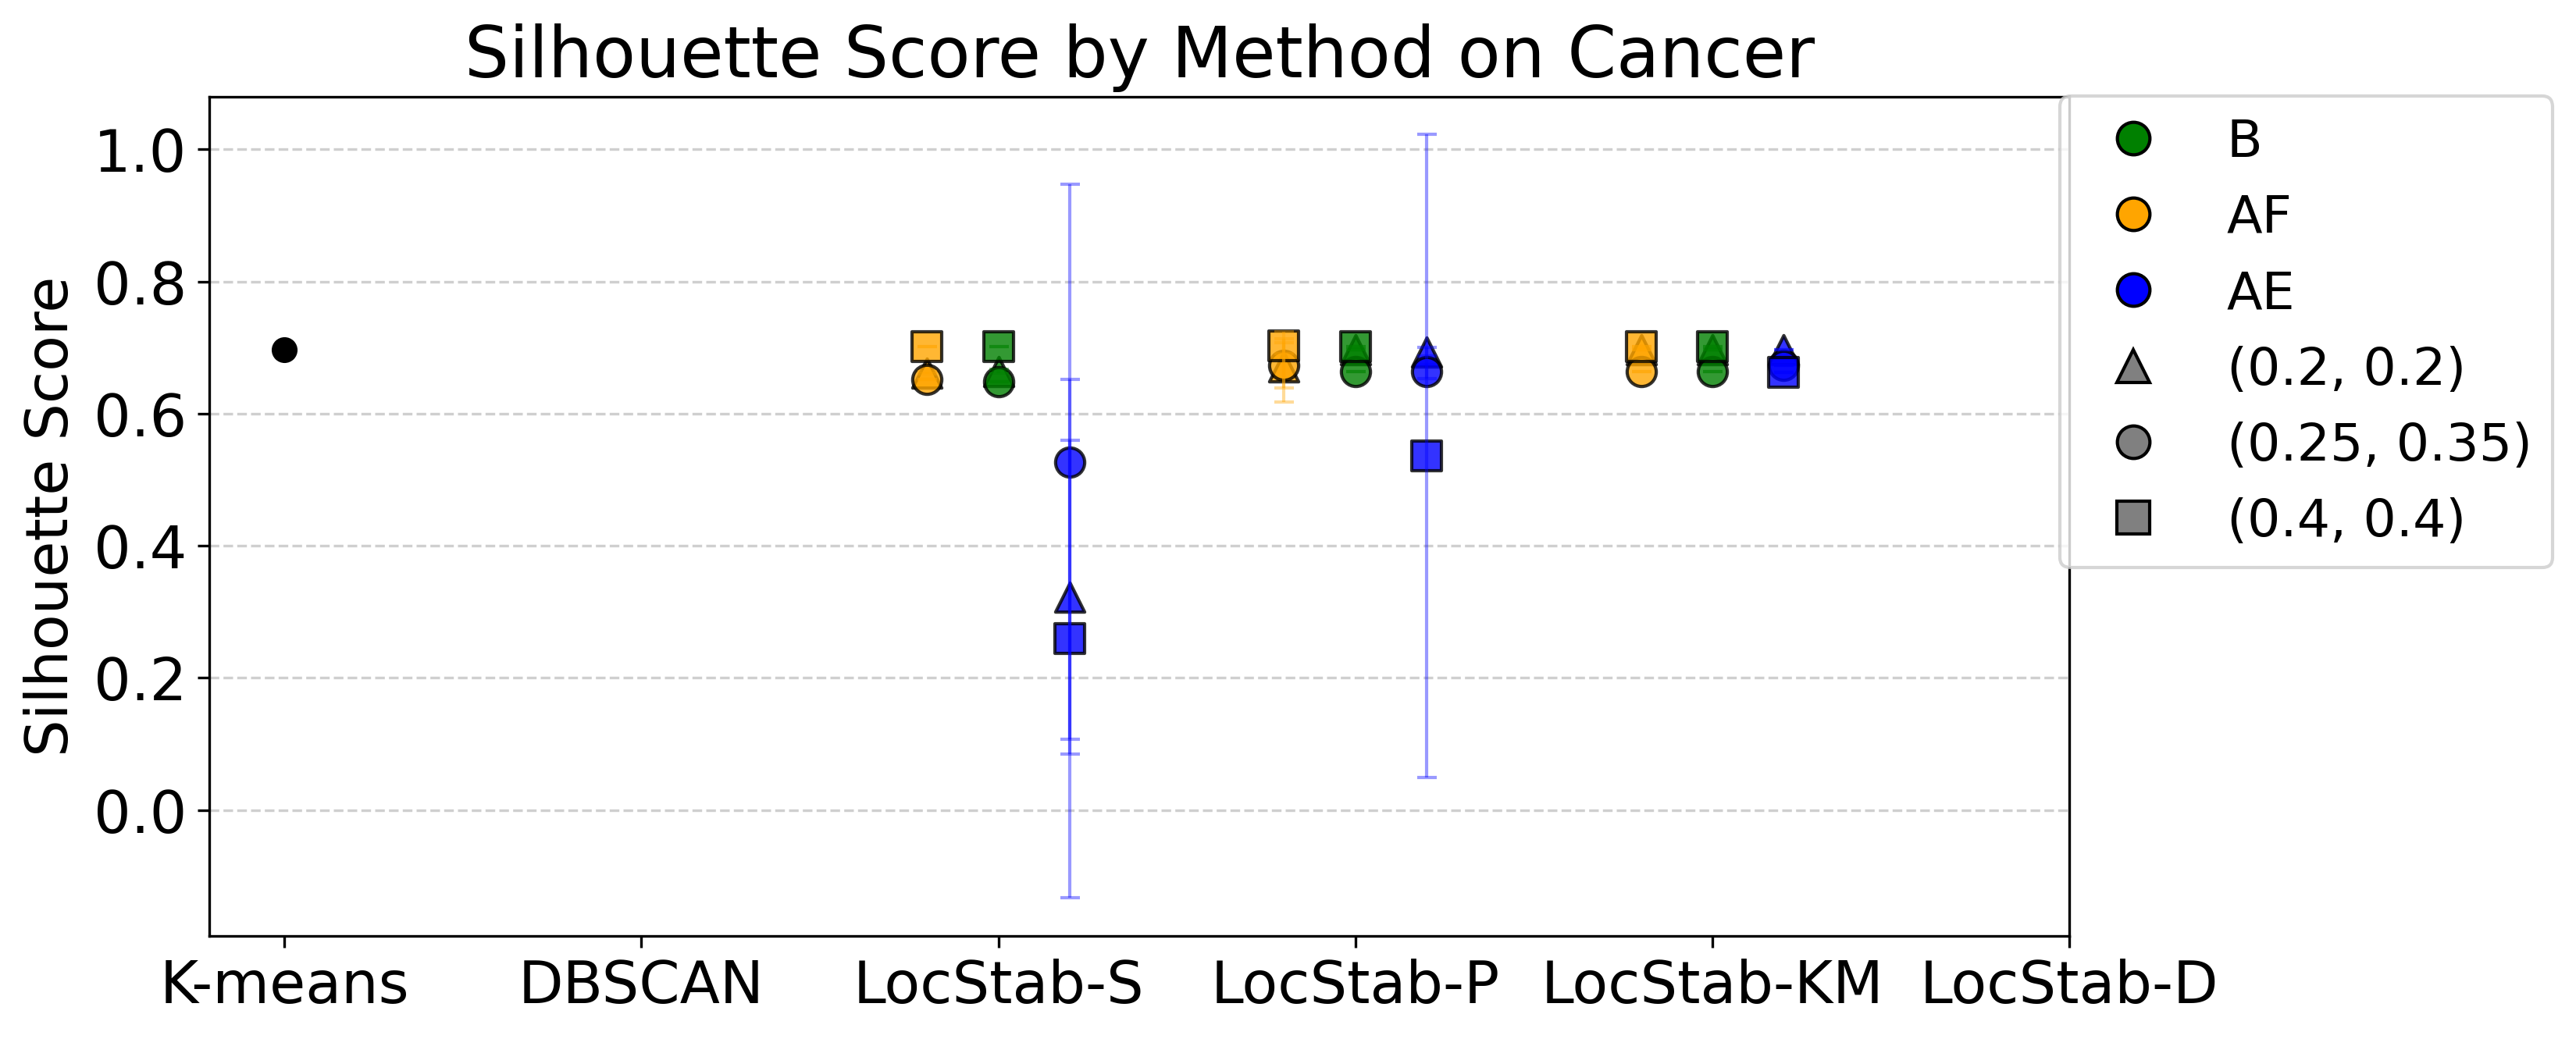 Silhouette Score by Method on Cancer
Silhouette Score
1.0
0.8
0.6
0.4
0.2
0.0
K-means DBSCAN LocStab-S LocStab-P LocStab-KM LocStab-D
B
AF
AE
(0.2, 0.2)
(0.25, 0.35)
(0.4, 0.4)